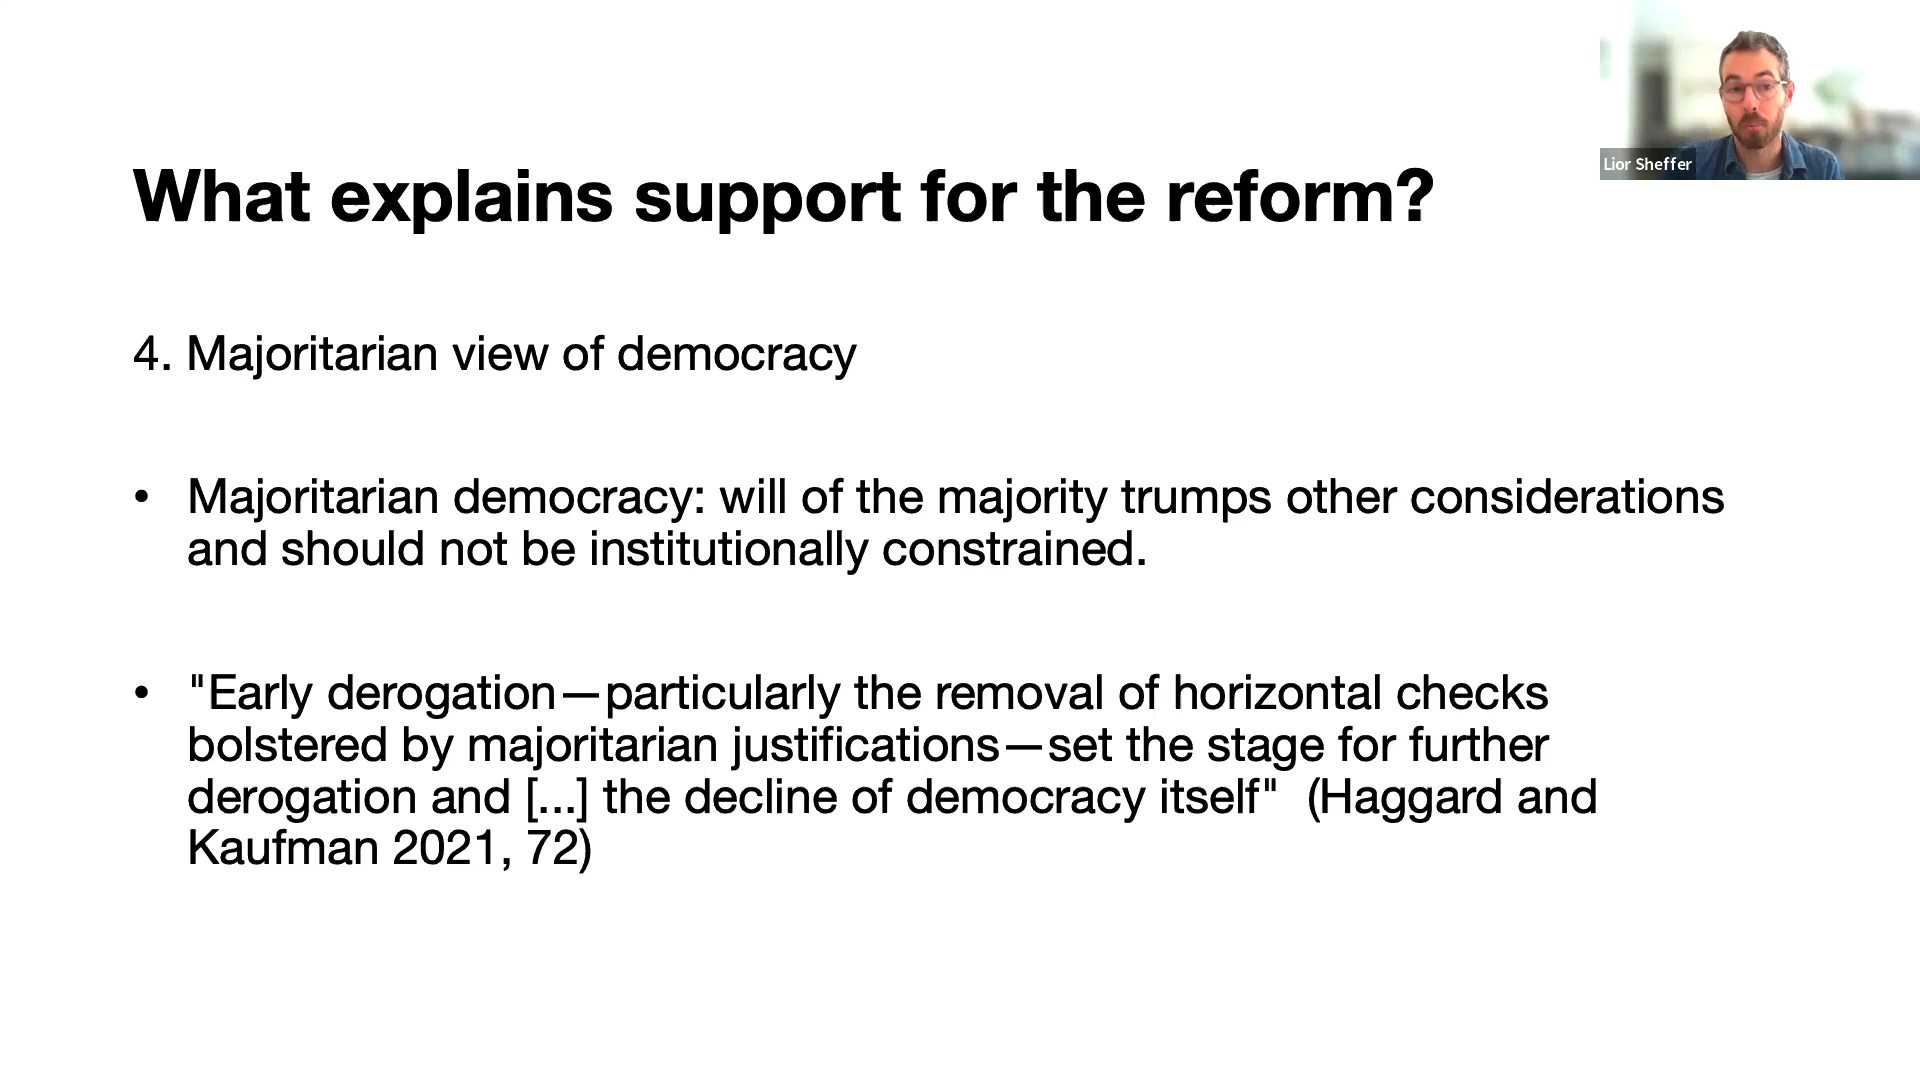 Lior Sheffer
What explains support for the reform?
4. Majoritarian view of democracy
• Majoritarian democracy: will of the majority trumps other considerations
and should not be institutionally constrained.
• "Early derogation—particularly the removal of horizontal checks
bolstered by majoritarian justifications—set the stage for further
derogation and [...] the decline of democracy itself"  (Haggard and
Kaufman 2021, 72)